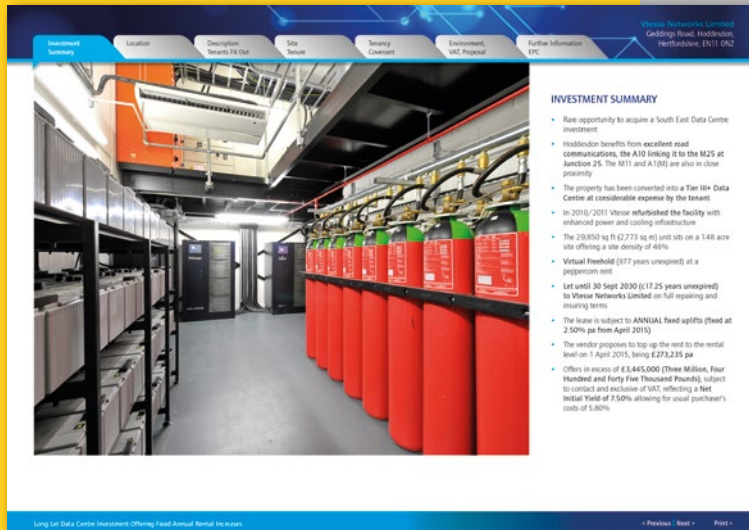 Investment
Summary
Location
Description
Tenants Fit Out
Site
Tenure
Tenancy
Covenant
Environment,
VAT, Proposal
Further Information
EPC
Vtesse Networks Limited
Geddings Road, Hoddesdon,
Hertfordshire, EN11 0NZ
INVESTMENT SUMMARY
• Rare opportunity to acquire a South East Data Centre
investment
• Hoddesdon benefits from excellent road
communications, the A10 linking it to the M25 at
Junction 25. The M11 and A1(M) are also in close
proximity
• The property has been converted into a Tier III+ Data
Centre at considerable expense by the tenant
• In 2010/2011 Vtesse refurbished the facility with
enhanced power and cooling infrastructure
• The 29,850 sq ft (2,773 sq m) unit sits on a 1.48 acre
site offering a site density of 46%
• Virtual Freehold (977 years unexpired) at a
peppercorn rent
• Let until 30 Sept 2030 (c17.25 years unexpired)
to Vtesse Networks Limited on full repairing and
insuring terms
• The lease is subject to ANNUAL fixed uplifts (fixed at
2.50% pa from April 2015)
• The vendor proposes to top up the rent to the rental
level on 1 April 2015, being £273,235 pa
• Offers in excess of £3,445,000 (Three Million, Four
Hundred and Forty Five Thousand Pounds), subject
to contact and exclusive of VAT, reflecting a Net
Initial Yield of 7.50% allowing for usual purchaser's
costs of 5.80%
Long Let Data Centre Investment Offering Fixed Annual Rental Increases
‹ Previous | Next › Print ›